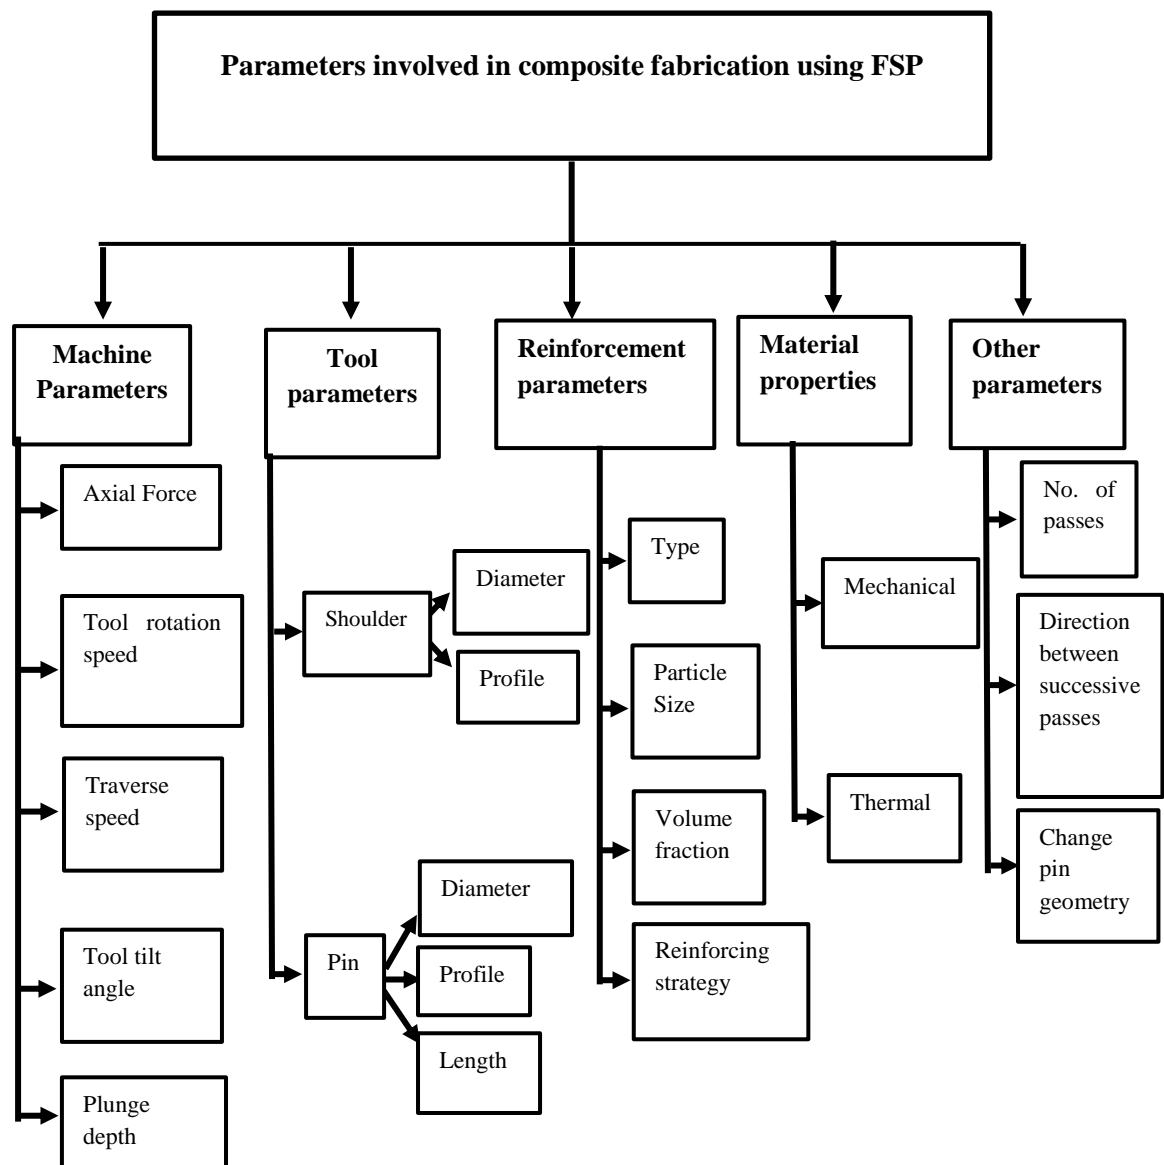 Parameters involved in composite fabrication using FSP
Machine
Parameters
Tool
parameters
Reinforcement
parameters
Material
properties
Other
parameters
Axial Force
Tool rotation
speed
Traverse
speed
Tool tilt
angle
Plunge
depth
Shoulder
Diameter
Profile
Pin
Diameter
Profile
Length
Type
Particle
Size
Volume
fraction
Reinforcing
strategy
Mechanical
Thermal
No. of
passes
Direction
between
successive
passes
Change
pin
geometry